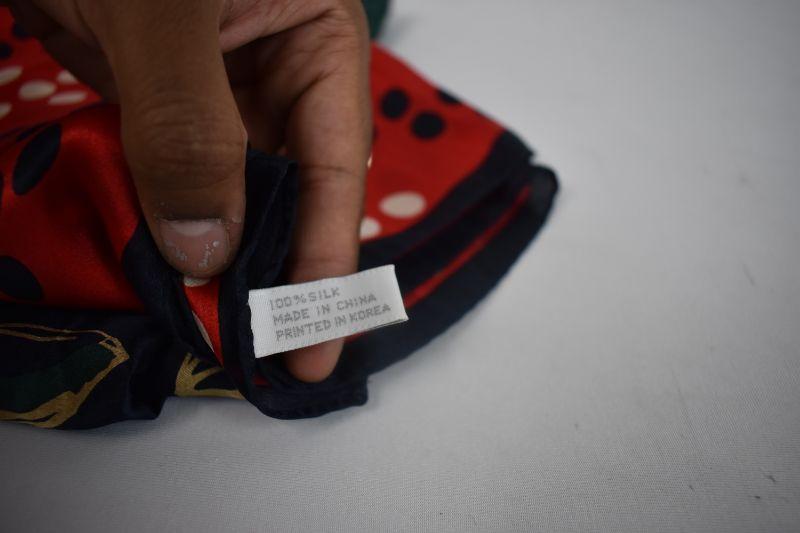 100% SILK
MADE IN CHINA
PRINTED IN KOREA